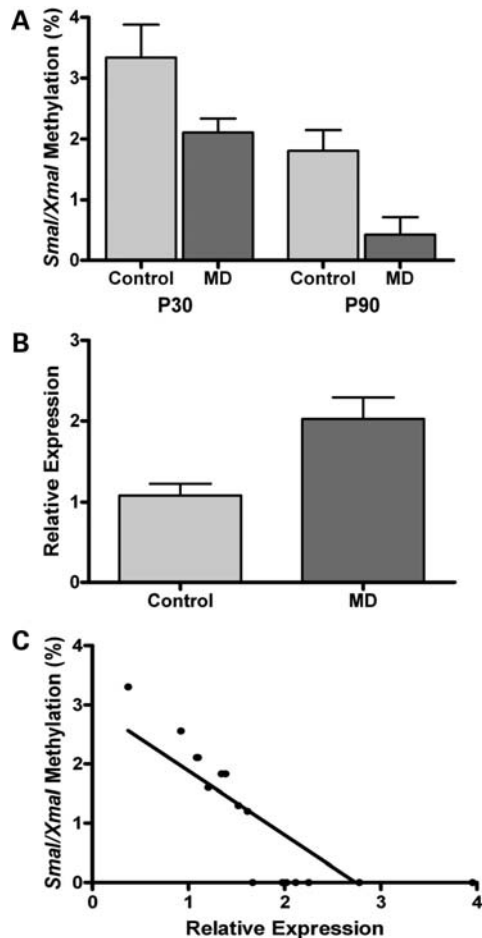 A
SmaI/XmaI Methylation (%)
4
3
2
1
0
Control MD Control MD
P30 P90
B
Relative Expression
3
2
1
0
Control MD
C
SmaI/XmaI Methylation (%)
4
3
2
1
0
0 1 2 3 4
Relative Expression